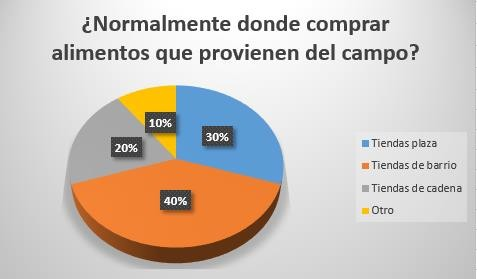 ¿Normalmente donde comprar
alimentos que provienen del campo?
10%
30%
20%
40%
Tiendas plaza
Tiendas de barrio
Tiendas de cadena
Otro